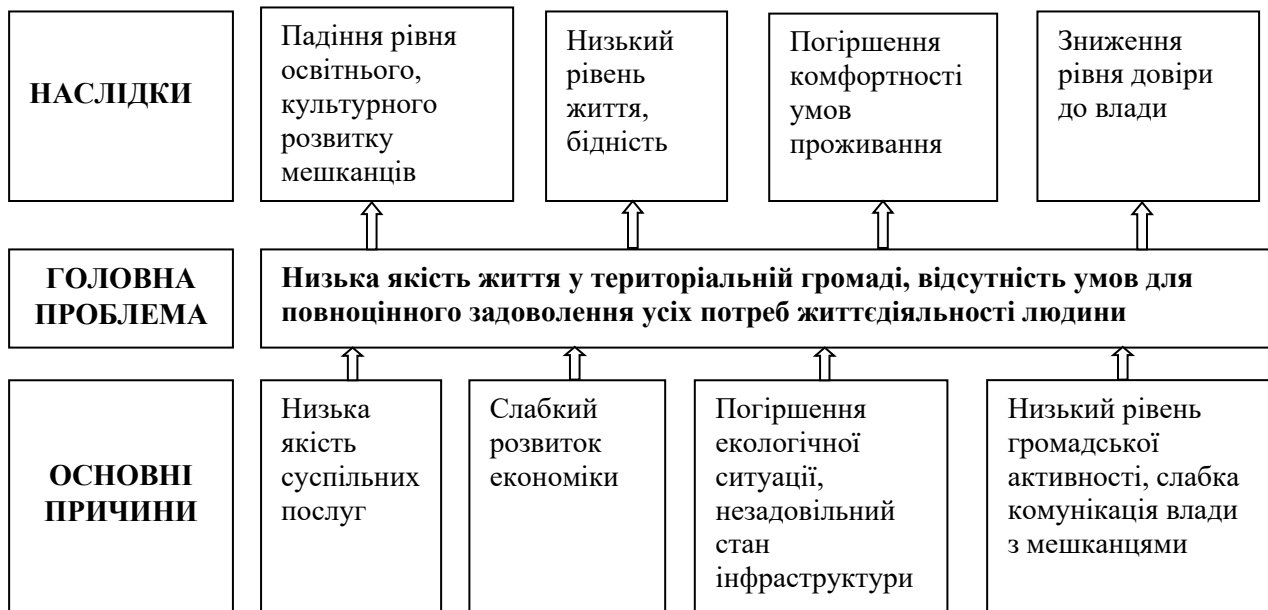 НАСЛІДКИ
Падіння рівня
освітнього,
культурного
розвитку
мешканців
Низький
рівень
життя,
бідність
Погіршення
комфортності
умов
проживання
Зниження
рівня довіри
до влади
ГОЛОВНА
ПРОБЛЕМА
Низька якість життя у територіальній громаді, відсутність умов для
повноцінного задоволення усіх потреб життєдіяльності людини
ОСНОВНІ
ПРИЧИНИ
Низька
якість
суспільних
послуг
Слабкий
розвиток
економіки
Погіршення
екологічної
ситуації,
незадовільний
стан
інфраструктури
Низький рівень
громадської
активності, слабка
комунікація влади
з мешканцями